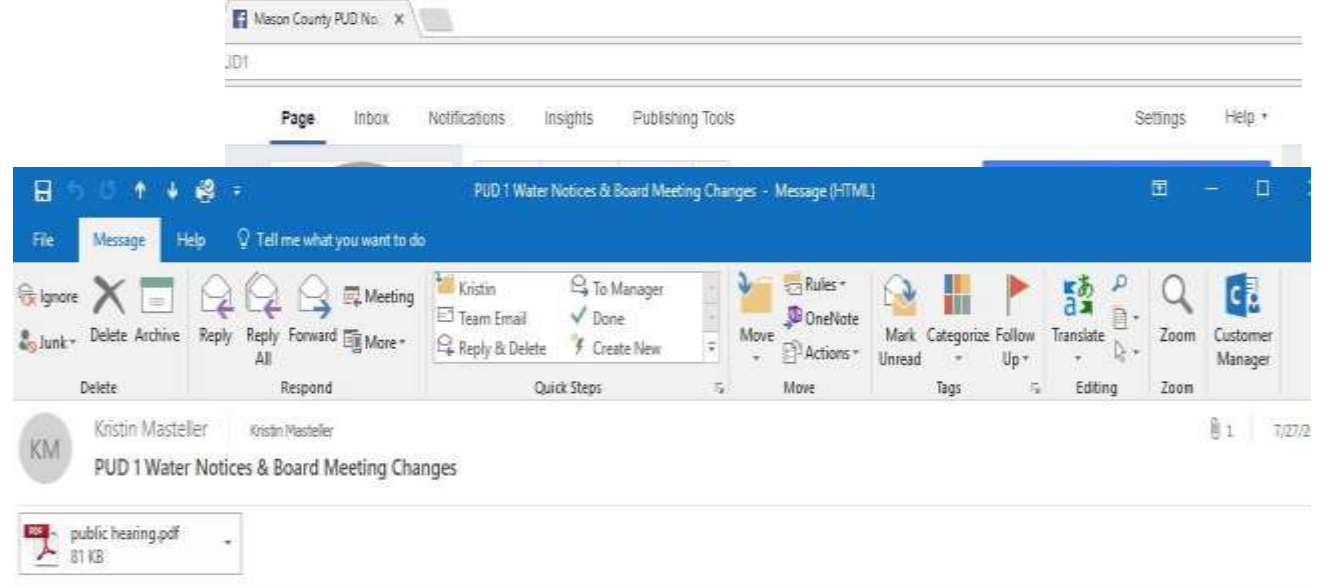 Mason County PUD No. X
JD1
Page Inbox Notifications Insights Publishing Tools Settings Help
PUD 1 Water Notices & Board Meeting Changes - Message (HTML)
File Message Help Tell me what you want to do
Ignore
Junk
Delete Archive
Reply Reply All Forward
Meeting
More
Kristin To Manager
Team Email Done
Reply & Delete Create New
Move
Rules
OneNote
Actions
Mark Unread Categorize Follow Up
Translate
Zoom
Customer Manager
Delete Respond Quick Steps Move Tags Editing Zoom
KM
Kristin Masteller Kristin Masteller
1 7/27/2
PUD 1 Water Notices & Board Meeting Changes
PDF
public hearing.pdf
81 KB